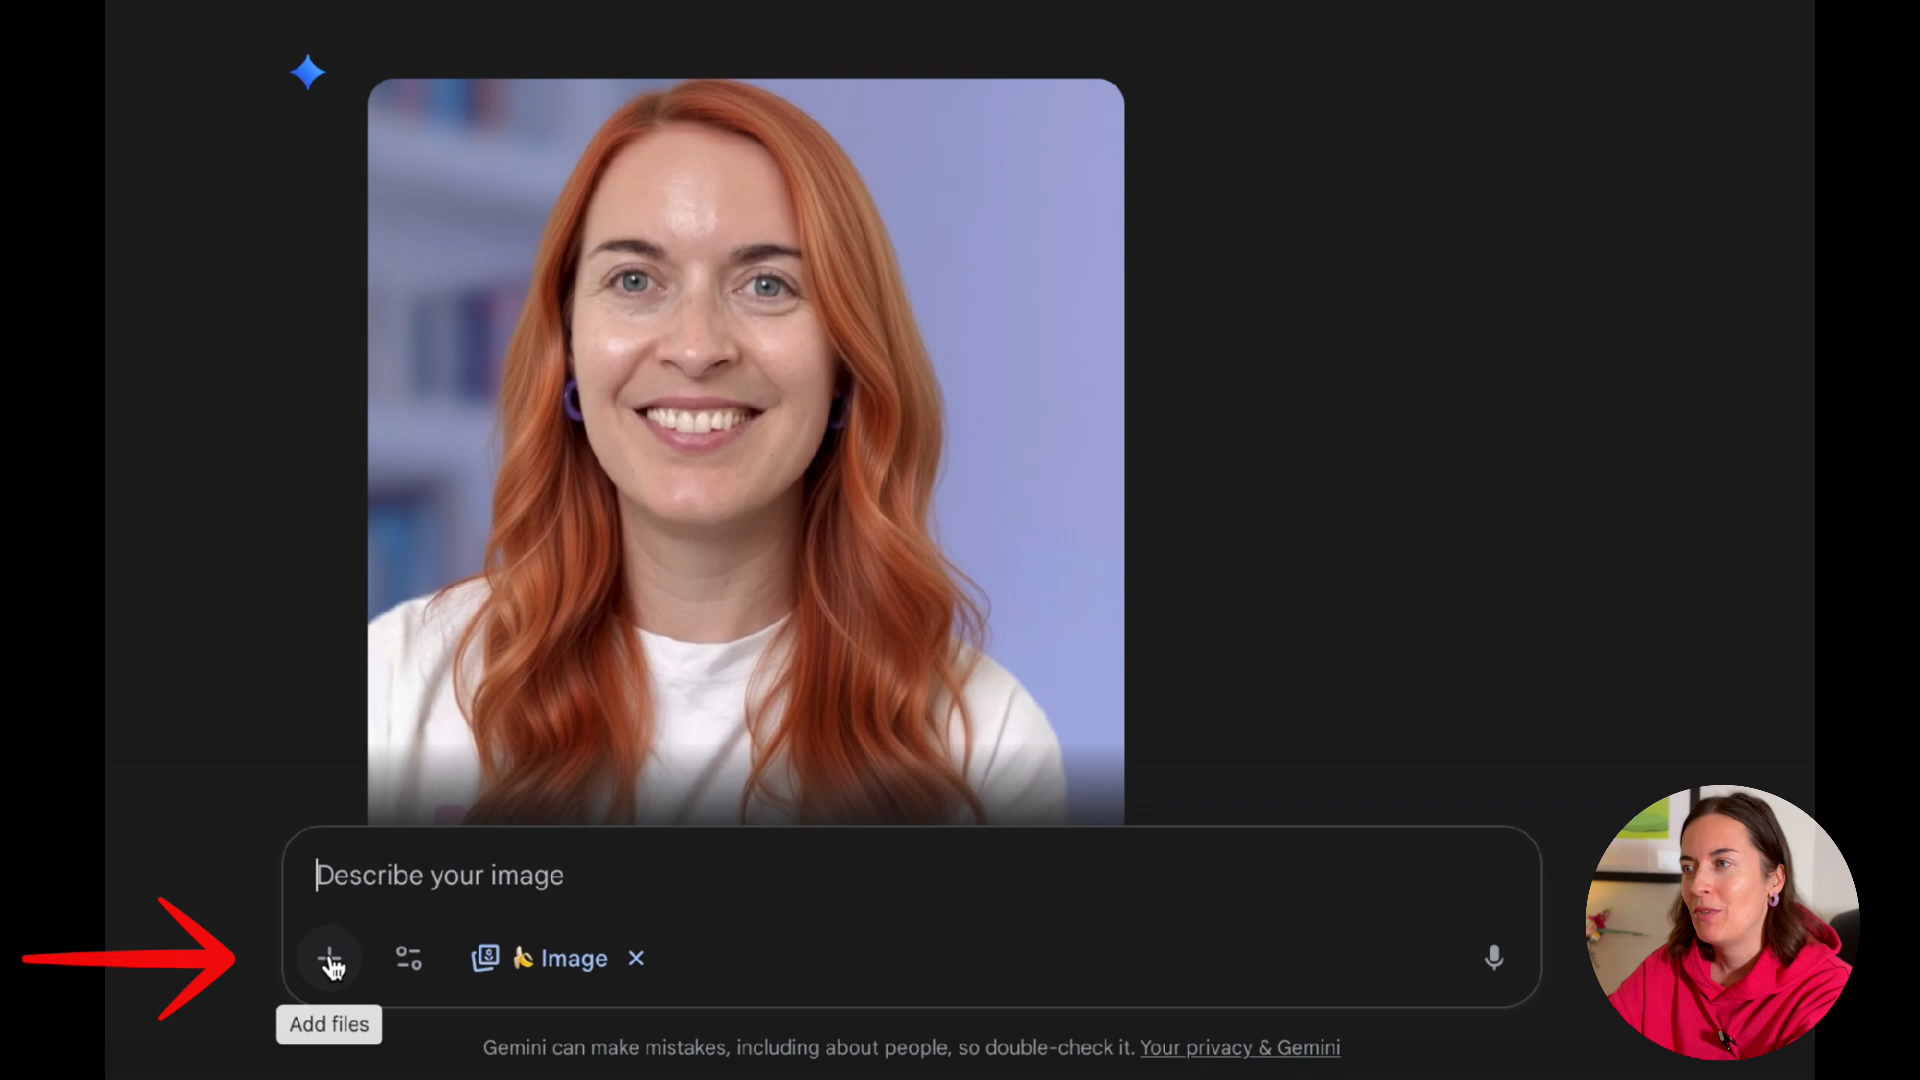 Describe your image
Image
Add files
Gemini can make mistakes, including about people, so double-check it. Your privacy & Gemini